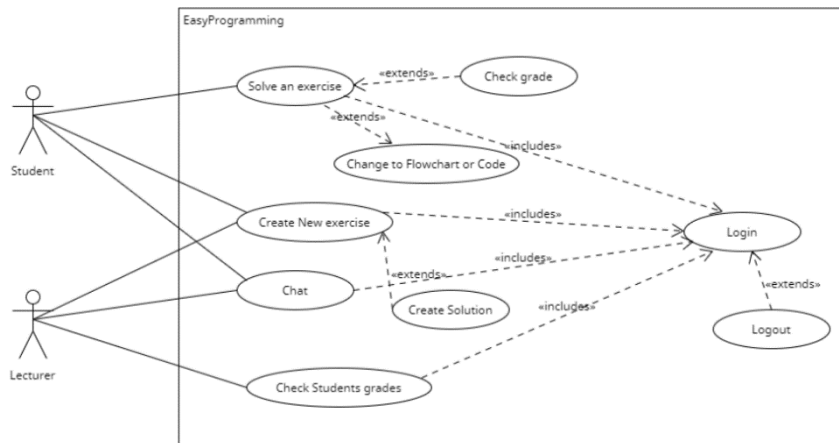 EasyProgramming
Solve an exercise
«extends»
Check grade
«extends»
«includes»
Change to Flowchart or Code
Student
Create New exercise
«includes»
Login
«includes»
Chat
«extends»
«extends»
Create Solution
«includes»
Logout
Lecturer
Check Students grades